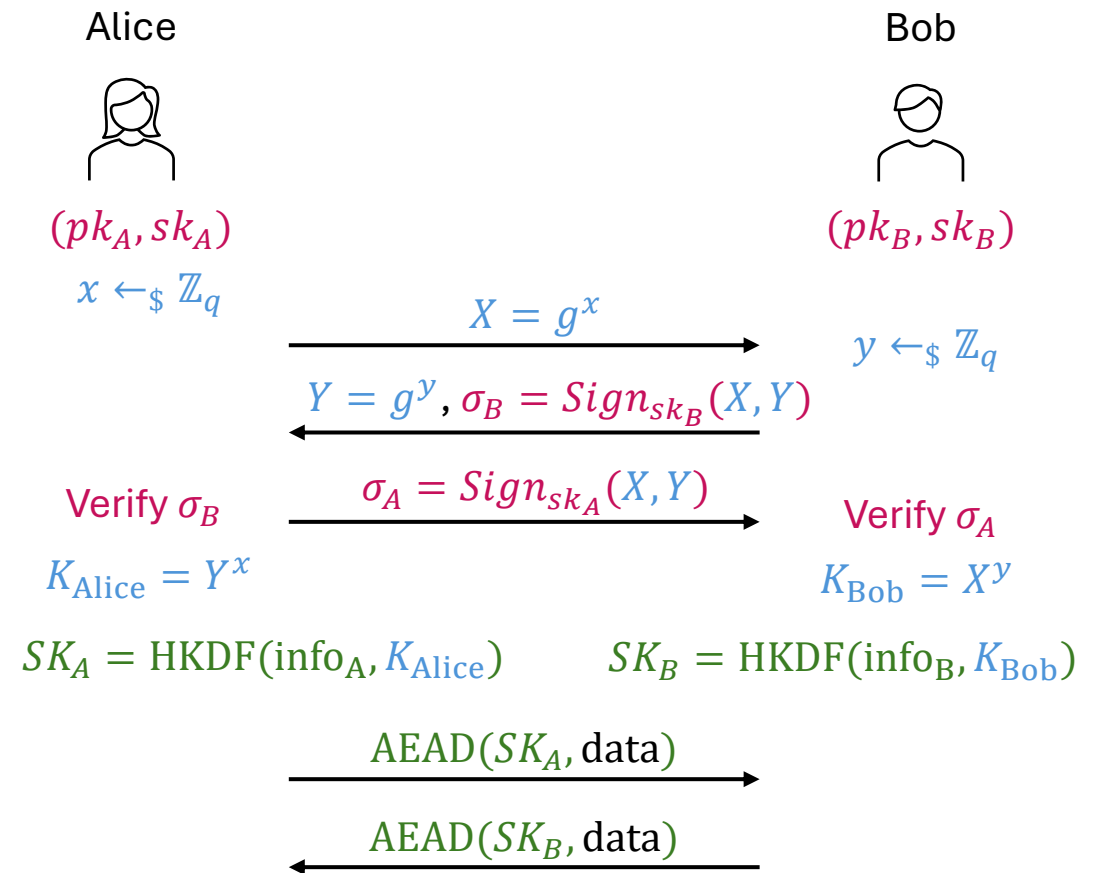 Alice Bob
(pk_A, sk_A) (pk_B, sk_B)
x ←_$ ℤ_q
X = g^x
y ←_$ ℤ_q
Y = g^y, σ_B = Sign_{sk_B}(X, Y)
σ_A = Sign_{sk_A}(X, Y)
Verify σ_B Verify σ_A
K_Alice = Y^x K_Bob = X^y
SK_A = HKDF(info_A, K_Alice) SK_B = HKDF(info_B, K_Bob)
AEAD(SK_A, data)
AEAD(SK_B, data)